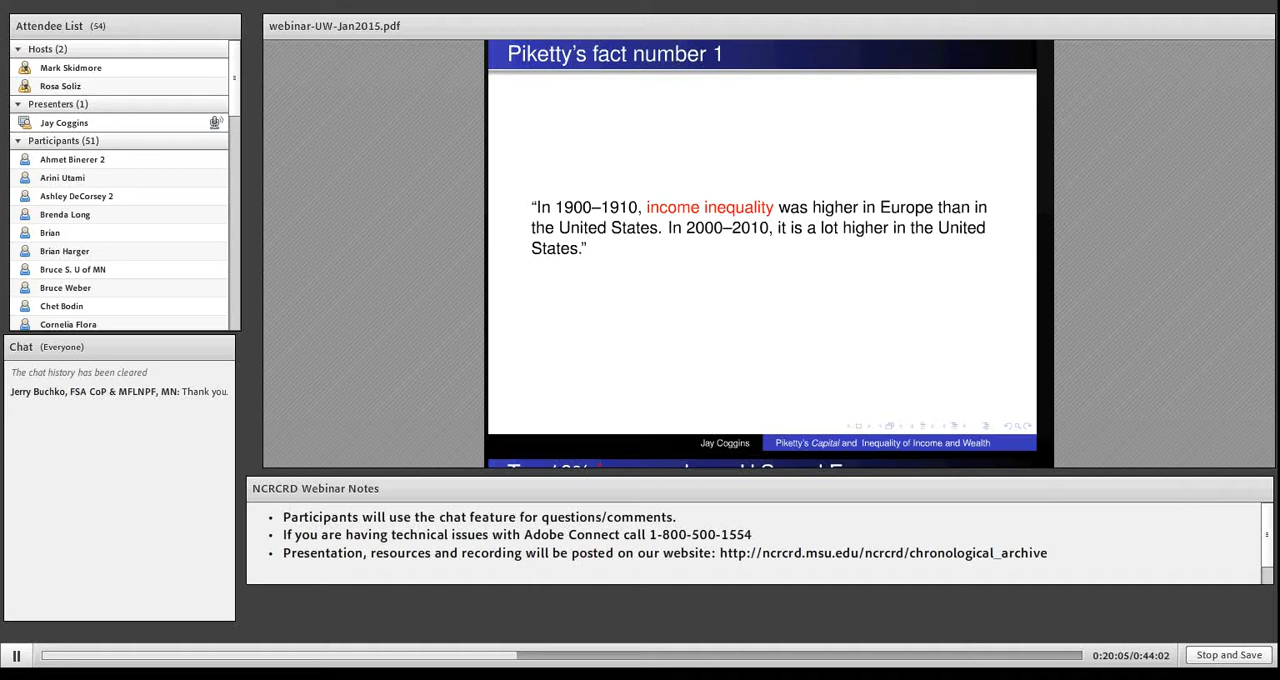 Attendee List (54)
Hosts (2)
Mark Skidmore
Rosa Soliz
Presenters (1)
Jay Coggins
Participants (51)
Ahmet Binerer 2
Arini Utami
Ashley DeCorsey 2
Brenda Long
Brian
Brian Harger
Bruce S. U of MN
Bruce Weber
Chet Bodin
Cornelia Flora
Chat (Everyone)
The chat history has been cleared
Jerry Buchko, FSA CoP & MFLNPF, MN: Thank you.
webinar-UW-Jan2015.pdf
Piketty's fact number 1
“In 1900–1910, income inequality was higher in Europe than in
the United States. In 2000–2010, it is a lot higher in the United
States.”
Jay Coggins Piketty's Capital and Inequality of Income and Wealth
NCRCRD Webinar Notes
• Participants will use the chat feature for questions/comments.
• If you are having technical issues with Adobe Connect call 1-800-500-1554
• Presentation, resources and recording will be posted on our website: http://ncrcrd.msu.edu/ncrcrd/chronological_archive
0:20:05/0:44:02 Stop and Save